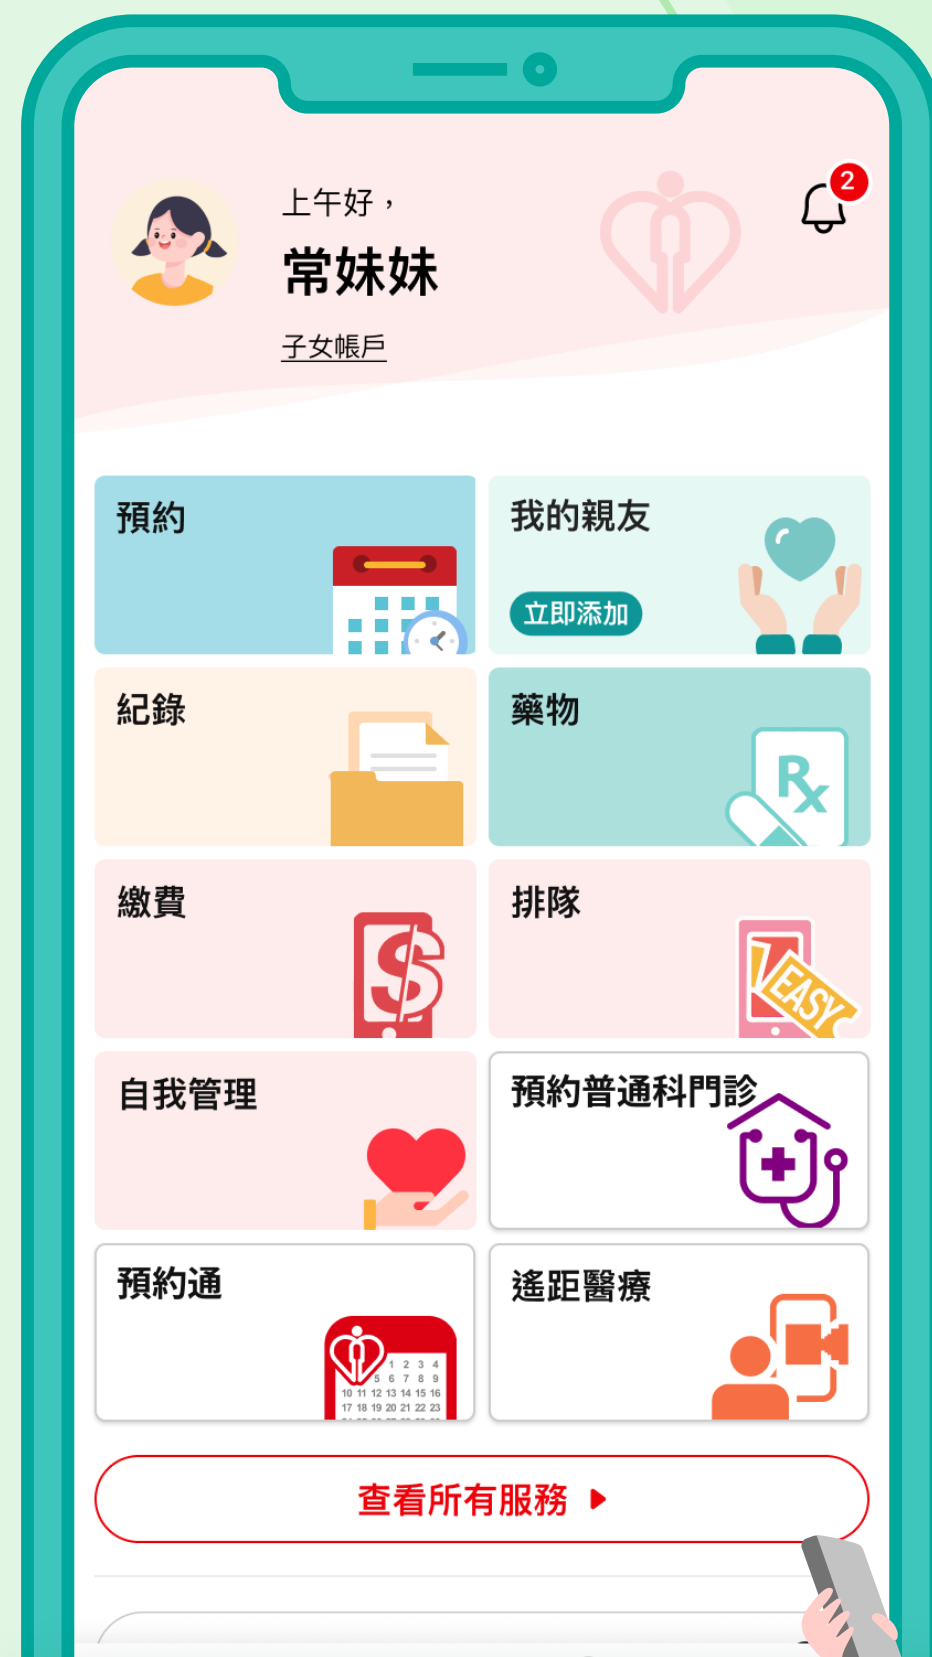 2
上午好，
常妹妹
子女帳戶
預約
我的親友
立即添加
紀錄
藥物
Rx
繳費
$
排隊
EASY
自我管理
預約普通科門診
預約通
1 2 3 4
5 6 7 8 9
10 11 12 13 14 15 16
17 18 19 20 21 22 23
遙距醫療
查看所有服務